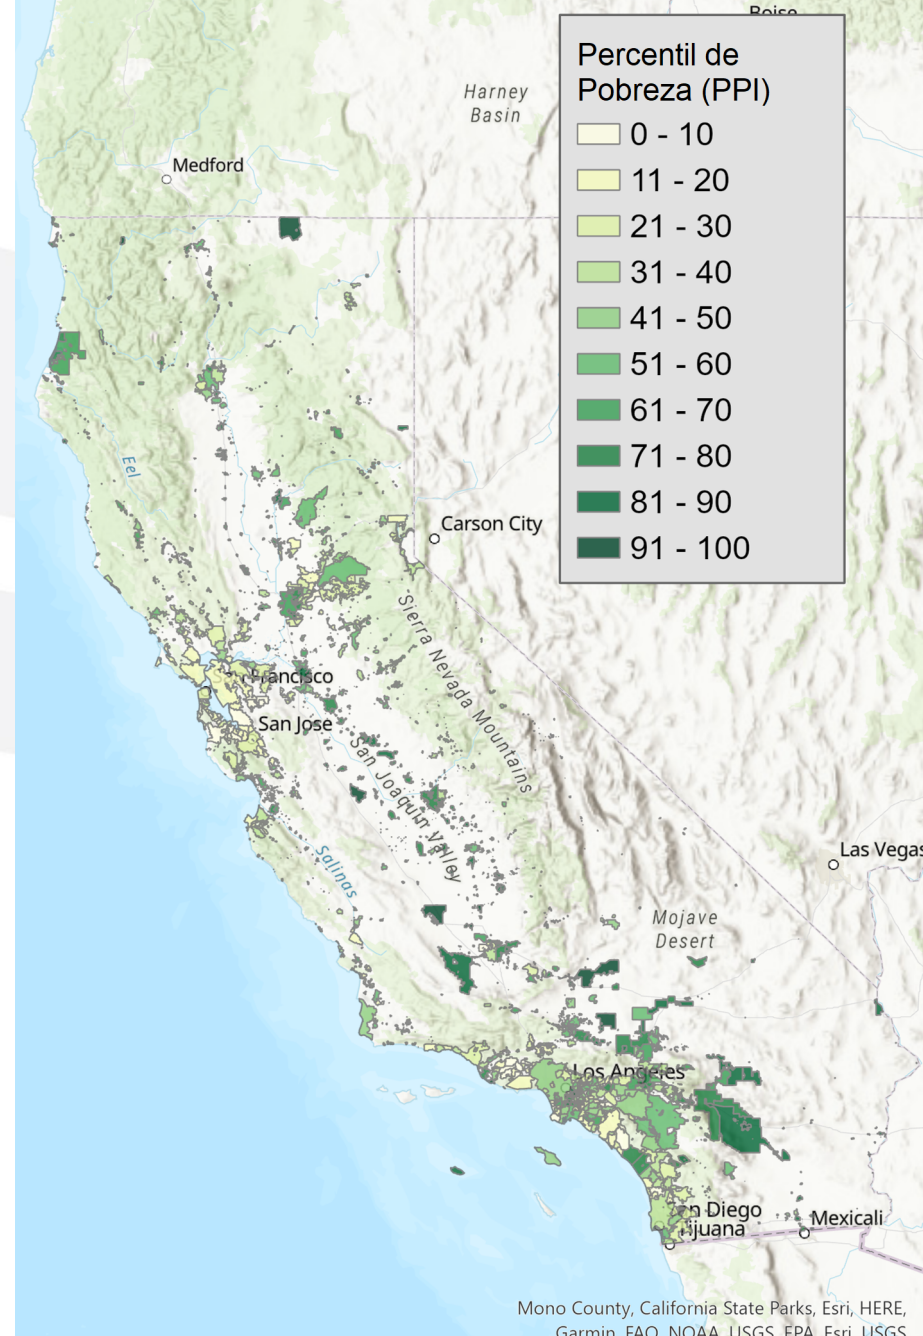 Boise
Percentil de
Pobreza (PPI)
0 - 10
11 - 20
21 - 30
31 - 40
41 - 50
51 - 60
61 - 70
71 - 80
81 - 90
91 - 100
Harney
Basin
Medford
Eel
Carson City
Sierra Nevada Mountains
Francisco
San Jose
San Joaquin Valley
Salinas
Las Vegas
Mojave
Desert
Los Angeles
n Diego
ijuana
Mexicali
Mono County, California State Parks, Esri, HERE,
Garmin, FAO, NOAA, USGS, EPA, Esri, USGS